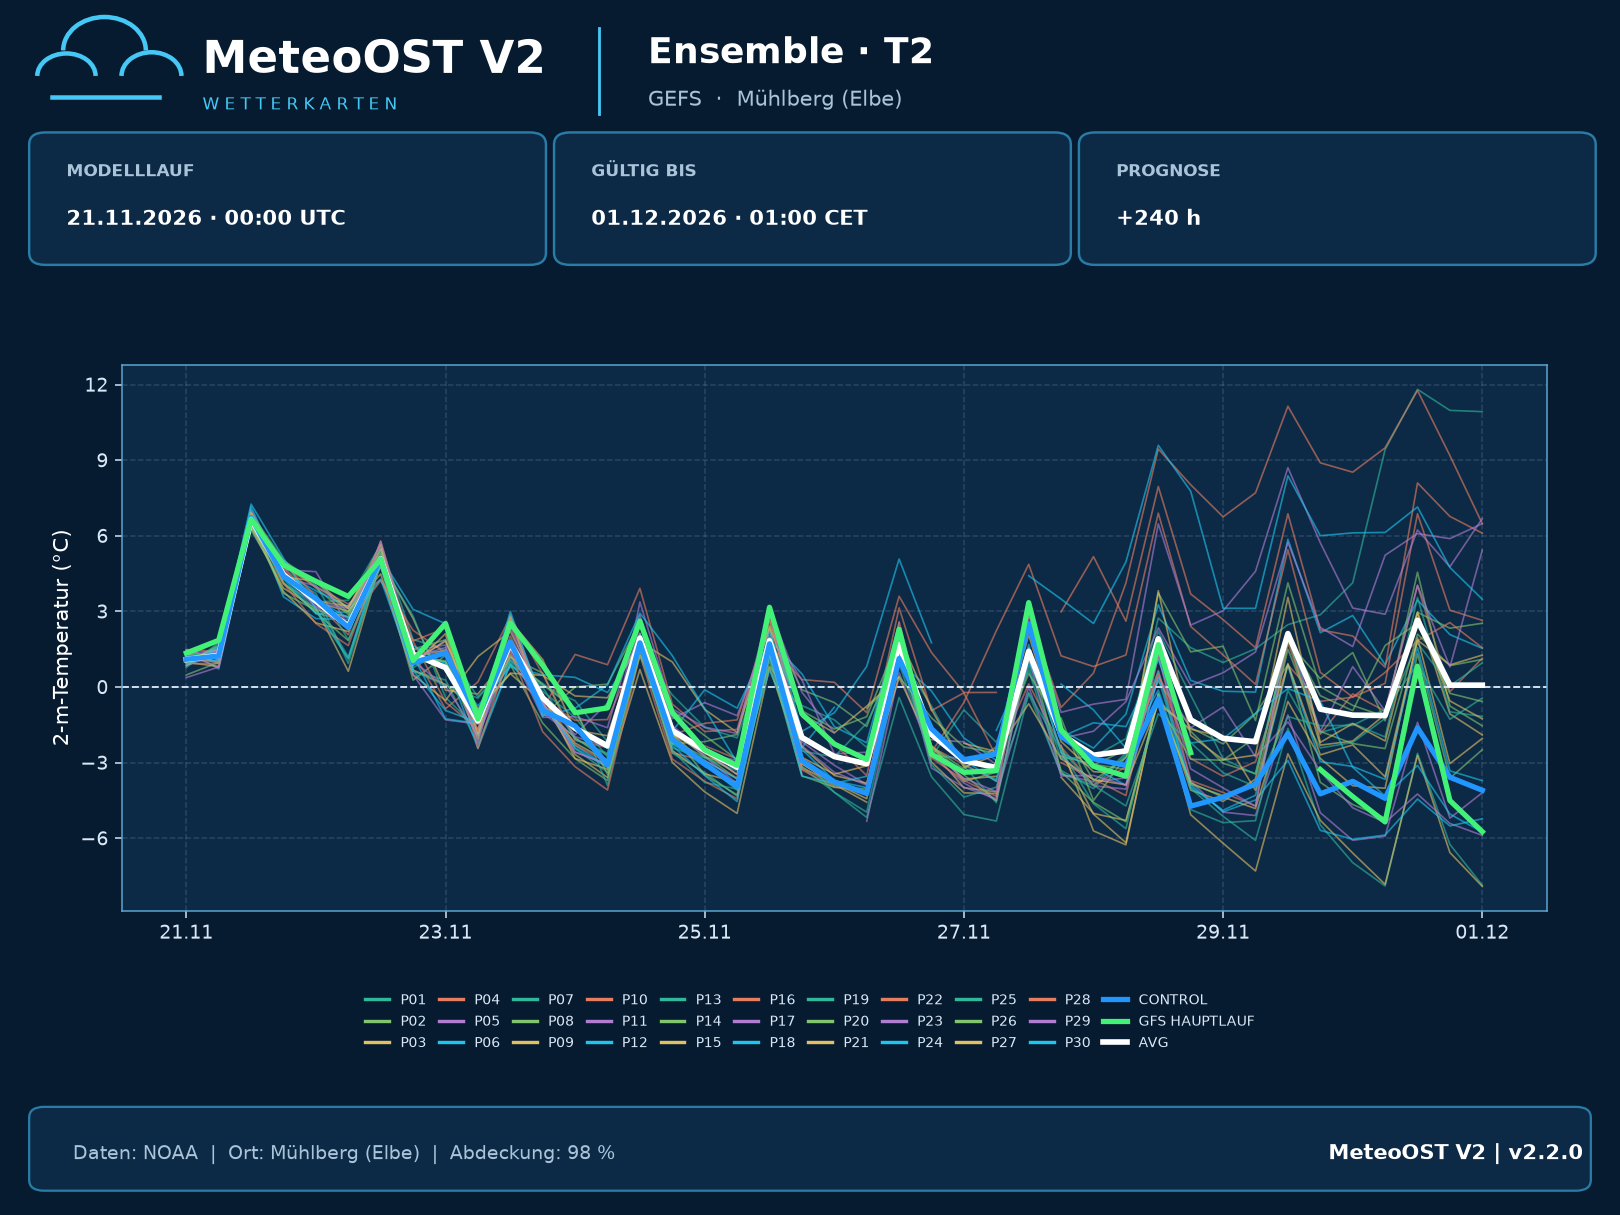 MeteoOST V2
WETTERKARTEN
Ensemble · T2
GEFS · Mühlberg (Elbe)
MODELLLAUF
21.11.2026 · 00:00 UTC
GÜLTIG BIS
01.12.2026 · 01:00 CET
PROGNOSE
+240 h
2-m-Temperatur (°C)
12
9
6
3
0
−3
−6
21.11
23.11
25.11
27.11
29.11
01.12
P01 P04 P07 P10 P13 P16 P19 P22 P25 P28 CONTROL
P02 P05 P08 P11 P14 P17 P20 P23 P26 P29 GFS HAUPTLAUF
P03 P06 P09 P12 P15 P18 P21 P24 P27 P30 AVG
Daten: NOAA | Ort: Mühlberg (Elbe) | Abdeckung: 98 %
MeteoOST V2 | v2.2.0